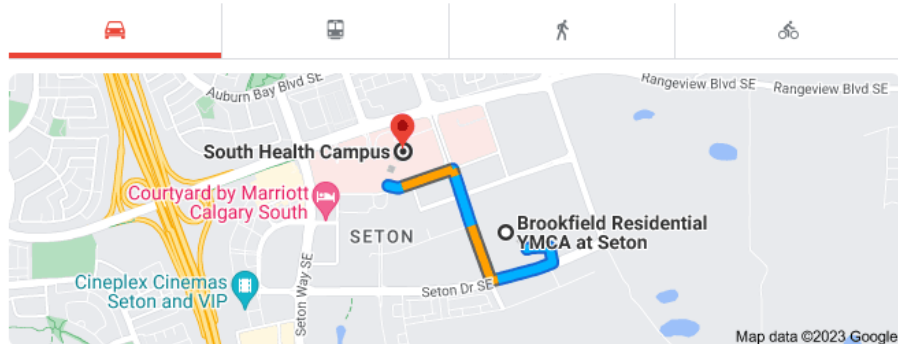 Auburn Bay Blvd SE
Rangeview Blvd SE
Rangeview Blvd SE
South Health Campus
Courtyard by Marriott
Calgary South
Brookfield Residential
YMCA at Seton
SETON
Seton Way SE
Cineplex Cinemas
Seton and VIP
Seton Dr SE
Map data ©2023 Google